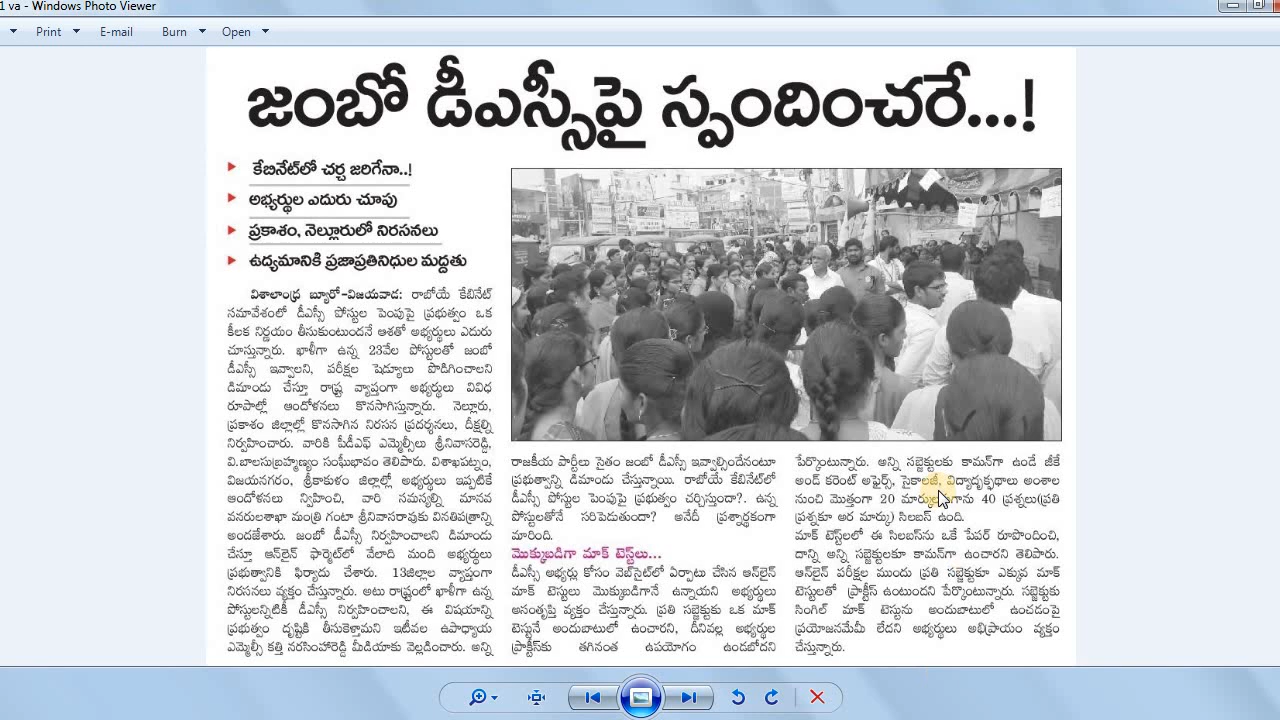 1 va - Windows Photo Viewer
Print
E-mail
Burn
Open
జంబో డీఎస్సీపై స్పందించరే...!
కేబినేట్‌లో చర్చ జరిగేనా..!
అభ్యర్థుల ఎదురు చూపు
ప్రకాశం, నెల్లూరులో నిరసనలు
ఉద్యమానికి ప్రజాప్రతినిధుల మద్దతు
విశాలాంధ్ర బ్యూరో-విజయవాడ: రాబోయే కేబినేట్
సమావేశంలో డీఎస్సీ పోస్టుల పెంపుపై ప్రభుత్వం ఒక
కీలక నిర్ణయం తీసుకుంటుందనే ఆశతో అభ్యర్థులు ఎదురు
చూస్తున్నారు. ఖాళీగా ఉన్న 23వేల పోస్టులతో జంబో
డీఎస్సీ ఇవ్వాలని, పరీక్షల షెడ్యూలు పొడిగించాలని
డిమాండు చేస్తూ రాష్ట్ర వ్యాప్తంగా అభ్యర్థులు వివిధ
రూపాల్లో ఆందోళనలు కొనసాగిస్తున్నారు. నెల్లూరు,
ప్రకాశం జిల్లాల్లో కొనసాగిన నిరసన ప్రదర్శనలు, దీక్షల్ని
నిర్వహించారు. వారికి పీడీఎఫ్ ఎమ్మెల్సీలు శ్రీనివాసరెడ్డి,
వి.బాలసుబ్రహ్మణ్యం సంఘీభావం తెలిపారు. విశాఖపట్నం,
విజయనగరం, శ్రీకాకుళం జిల్లాల్లో అభ్యర్థులు ఇప్పటికే
ఆందోళనలు న్విహించి, వారి సమస్యల్ని మానవ
వనరులశాఖా మంత్రి గంటా శ్రీనివాసరావుకు వినతిపత్రాన్ని
అందజేశారు. జంబో డీఎస్సీ నిర్వహించాలని డిమాండు
చేస్తూ ఆన్‌లైన్ ఫార్మెట్‌లో వేలాది మంది అభ్యర్థులు
ప్రభుత్వానికి ఫిర్యాదు చేశారు. 13జిల్లాల వ్యాప్తంగా
నిరసనలు వ్యక్తం చేస్తున్నారు. అటు రాష్ట్రంలో ఖాళీగా ఉన్న
పోస్టులన్నిటికీ డీఎస్సీ నిర్వహించాలని, ఈ విషయాన్ని
ప్రభుత్వం దృష్టికి తీసుకెళ్తామని ఇటీవల ఉపాధ్యాయ
ఎమ్మెల్సీ కత్తి నరసింహారెడ్డి మీడియాకు వెల్లడించారు. అన్ని
రాజకీయ పార్టీలు సైతం జంబో డీఎస్సీ ఇవ్వాల్సిందేనంటూ
ప్రభుత్వాన్ని డిమాండు చేస్తున్నాయి. రాబోయే కేబినేట్‌లో
డీఎస్సీ పోస్టుల పెంపుపై ప్రభుత్వం చర్చిస్తుందా?. ఉన్న
పోస్టులతోనే సరిపెడుతుందా? అనేదీ ప్రశ్నార్థకంగా
మారింది.
మొక్కుబడిగా మాక్ టెస్ట్‌లు...
డీఎస్సీ అభ్యర్లు కోసం వెబ్‌సైట్‌లో ఏర్పాటు చేసిన ఆన్‌లైన్
మాక్ టెస్టులు మొక్కుబడిగానే ఉన్నాయని అభ్యర్థులు
అసంతృప్తి వ్యక్తం చేస్తున్నారు. ప్రతి సబ్జెక్టుకు ఒక మాక్
టెస్టునే అందుబాటులో ఉంచారని, దీనివల్ల అభ్యర్థుల
ప్రాక్టీస్‌కు తగినంత ఉపయోగం ఉండబోదని
పేర్కొంటున్నారు. అన్ని సబ్జెక్టులకు కామన్‌గా ఉండే జీకే
అండ్ కరెంట్ అఫైర్స్, సైకాలజీ, విద్యాదృక్పథాలు అంశాల
నుంచి మొత్తంగా 20 40 ప్రశ్నలు(ప్రతి
ప్రశ్నకూ అర మార్కు) సిలబస్ ఉంది.
మాక్ టెస్ట్‌లలో ఈ సిలబస్‌ను ఒకే పేపర్ రూపొందించి,
దాన్ని అన్ని సబ్జెక్టులకూ కామన్‌గా ఉంచారని తెలిపారు.
ఆన్‌లైన్ పరీక్షల ముందు ప్రతి సబ్జెక్టుకూ ఎక్కువ మాక్
టెస్టులతో ప్రాక్టీస్ ఉంటుందని పేర్కొంటున్నారు. సబ్జెక్టుకు
సింగిల్ మాక్ టెస్టును అందుబాటులో ఉంచడంపై
ప్రయోజనమేమీ లేదని అభ్యర్థులు అభిప్రాయం వ్యక్తం
చేస్తున్నారు.